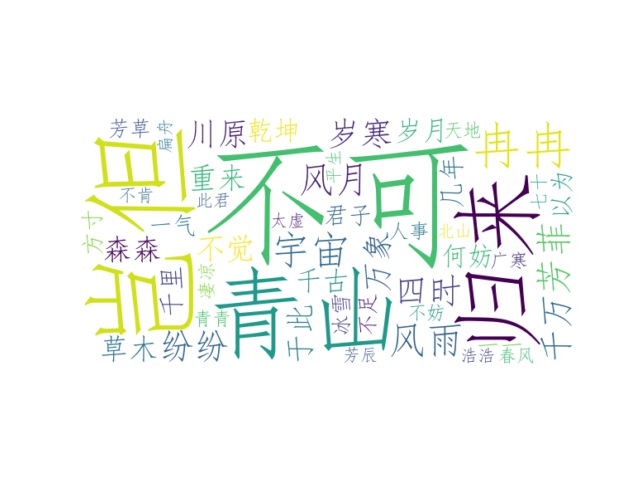 芳草
扁舟
川原
乾坤
岁寒
岁月
天地
冉冉
岂但
不可
平生
重来
风月
几年
归来
七十
以为
不肯
此君
方寸
一气
太虚
君子
人事
北山
森森
不觉
宇宙
万象
何妨
广寒
芳菲
千里
凄凉
青山
千古
四时
冰雪
不足
不妨
千万
青青
于此
风雨
草木
纷纷
芳辰
浩浩
春风